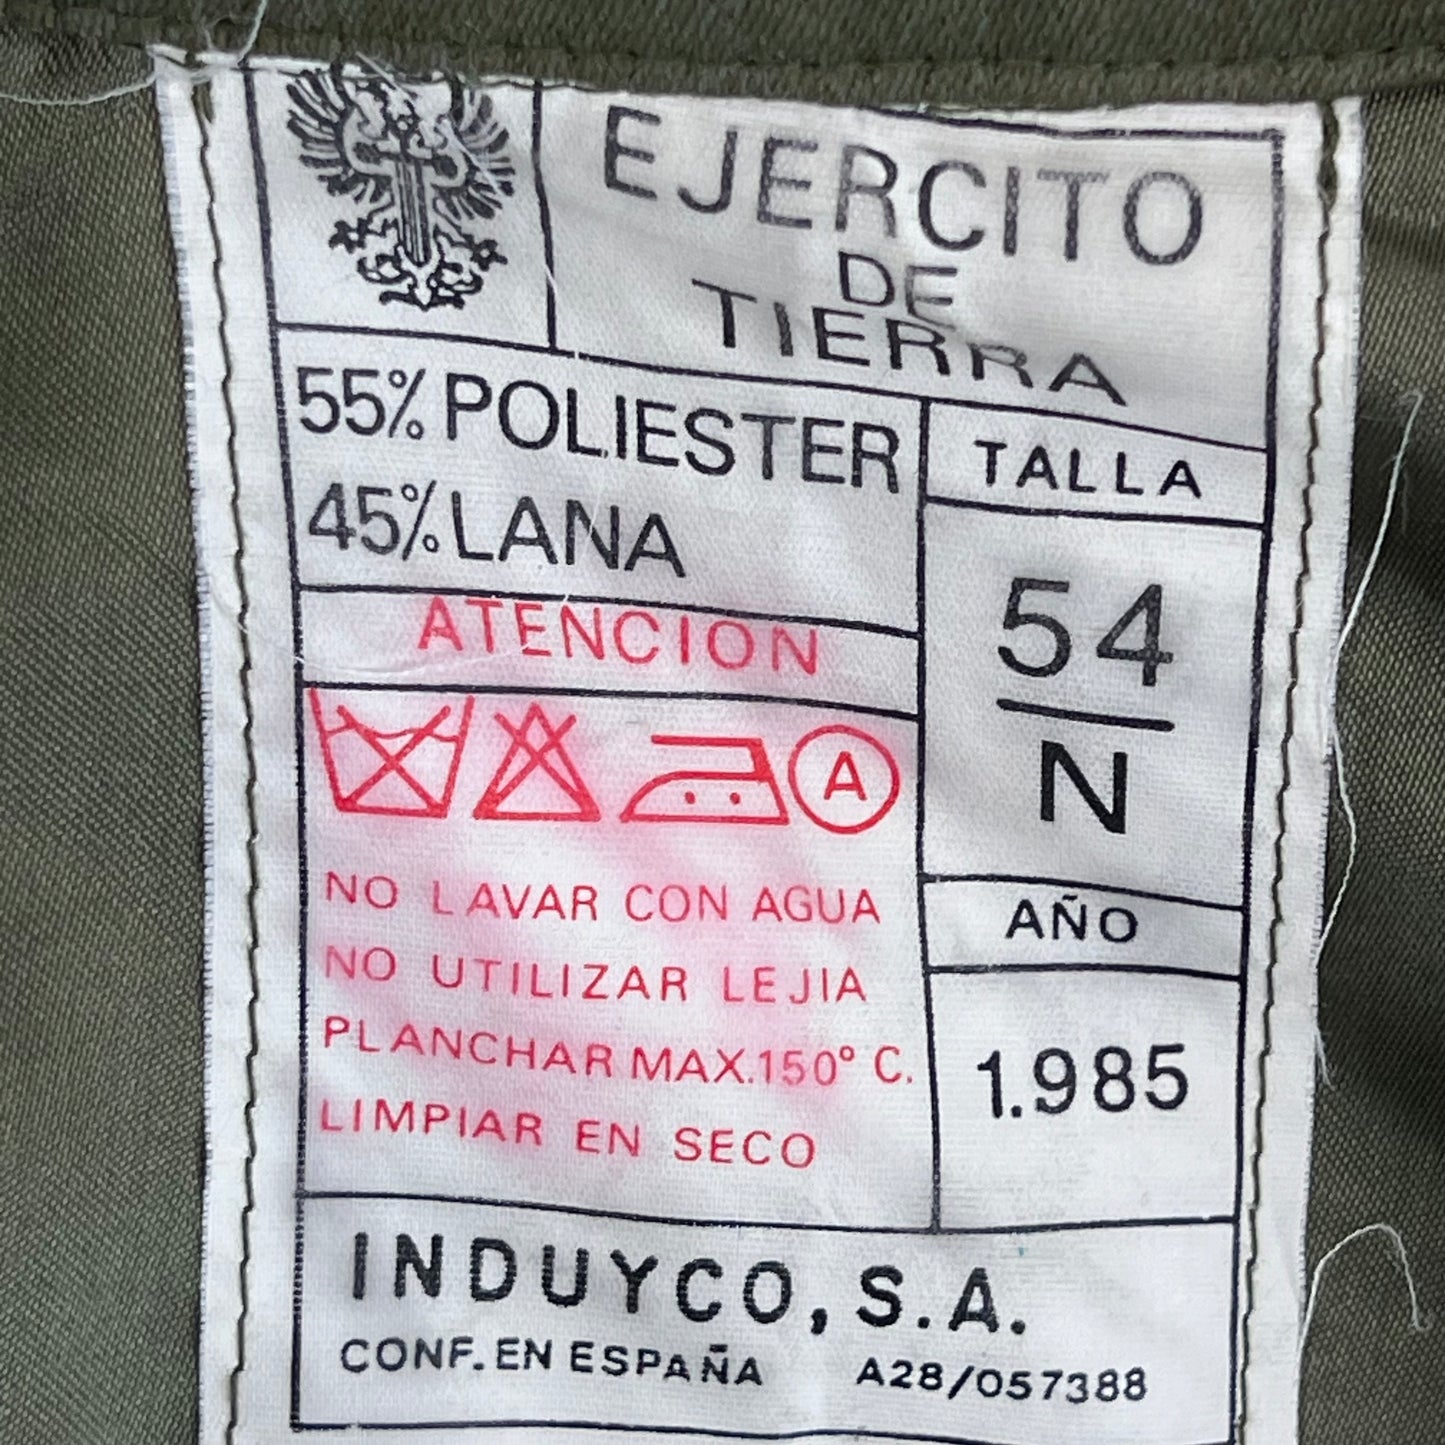 EJERCITO
DE
TIERRA
55% POLIESTER
45% LANA
TALLA
54
N
ATENCION
A
NO LAVAR CON AGUA
NO UTILIZAR LEJIA
PLANCHAR MAX.150° C.
LIMPIAR EN SECO
AÑO
1.985
INDUYCO, S.A.
CONF. EN ESPAÑA A28/057388